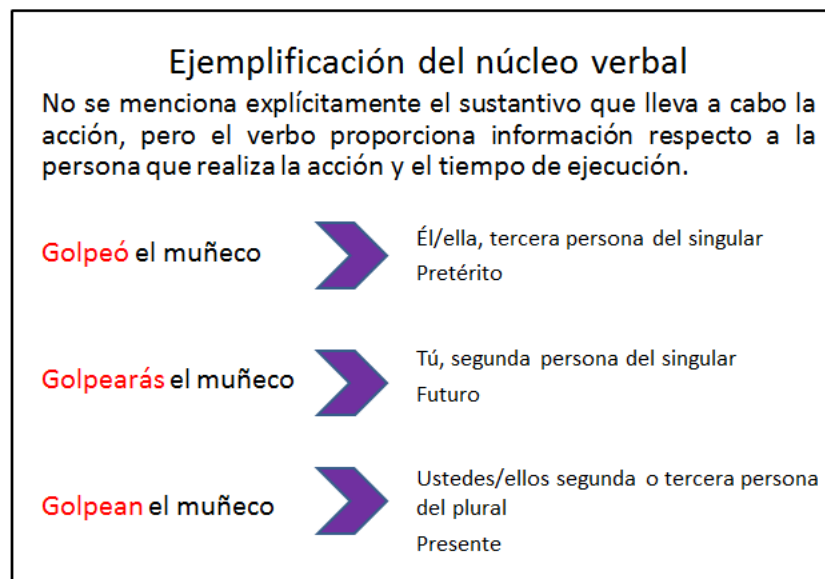 Ejemplificación del núcleo verbal
No se menciona explícitamente el sustantivo que lleva a cabo la
acción, pero el verbo proporciona información respecto a la
persona que realiza la acción y el tiempo de ejecución.
Golpeó el muñeco
Él/ella, tercera persona del singular
Pretérito
Golpearás el muñeco
Tú, segunda persona del singular
Futuro
Golpean el muñeco
Ustedes/ellos segunda o tercera persona
del plural
Presente